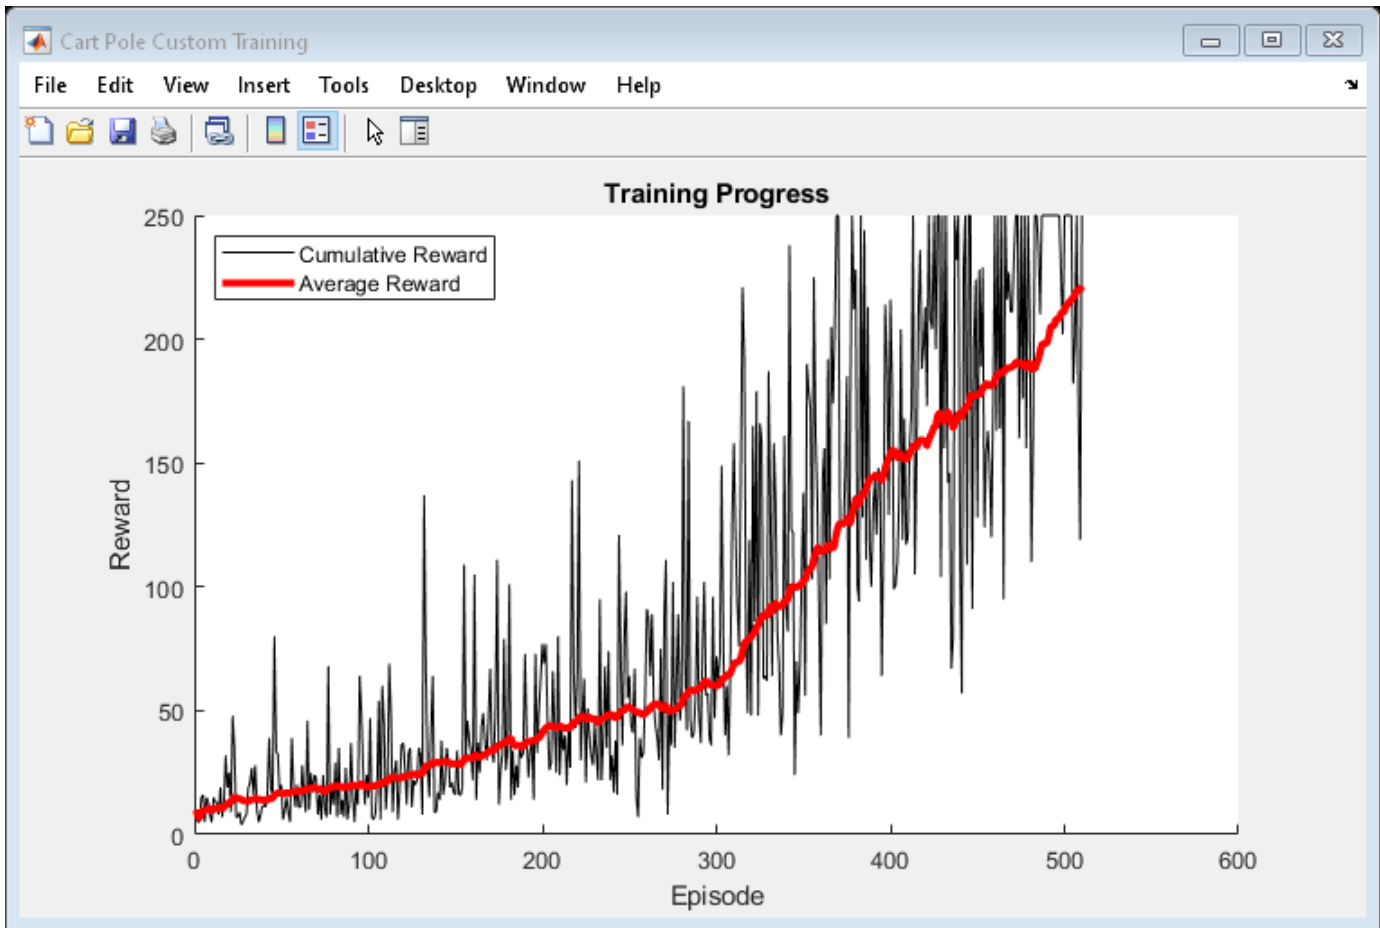 Cart Pole Custom Training
File Edit View Insert Tools Desktop Window Help
Training Progress
Cumulative Reward
Average Reward
250
200
150
100
50
0
Reward
0 100 200 300 400 500 600
Episode